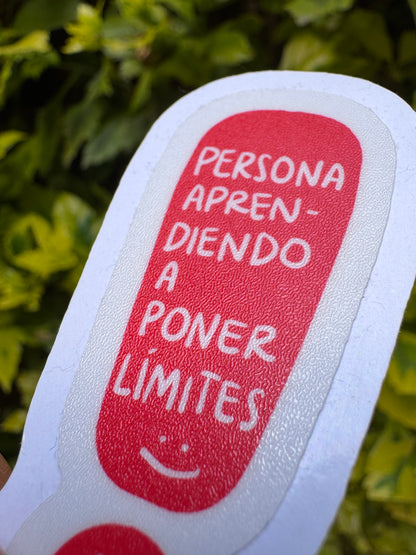 PERSONA
APREN-
DIENDO
A
PONER
LÍMITES